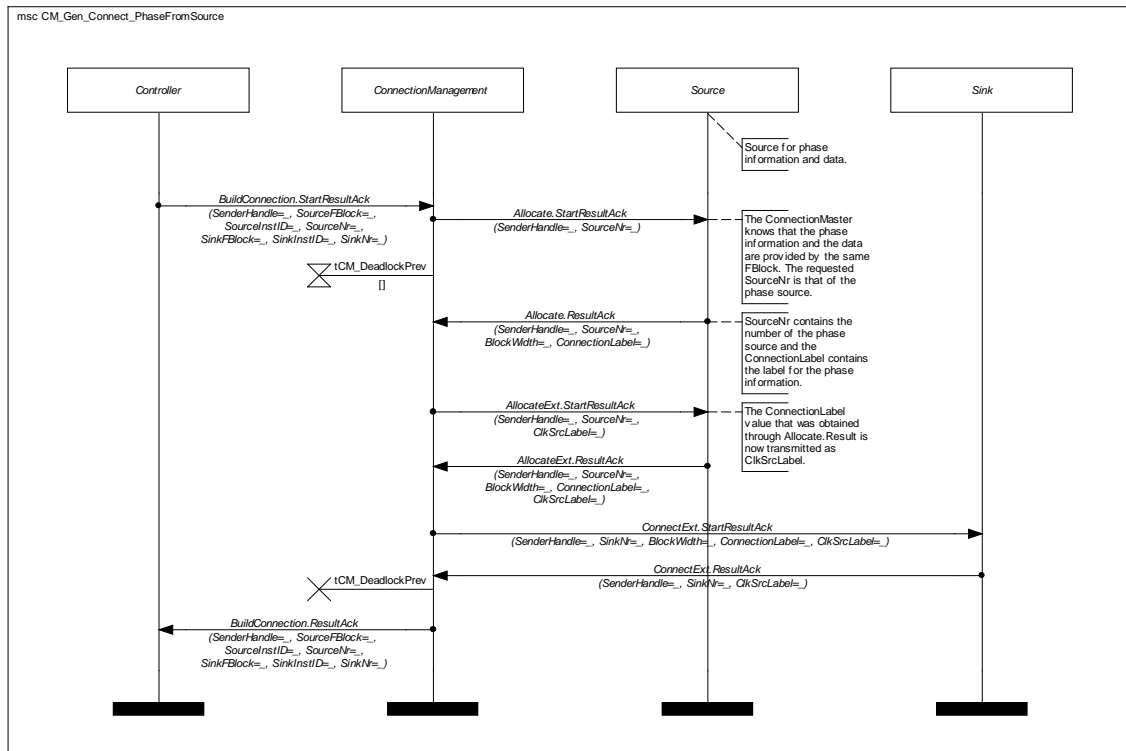 msc CM_Gen_Connect_PhaseFromSource
Controller
ConnectionManagement
Source
Sink
Source for phase
information and data.
BuildConnection.StartResultAck
(SenderHandle=_, SourceFBlock=_,
SourceInstID=_, SourceNr=_,
SinkFBlock=_, SinkInstID=_, SinkNr=_)
Allocate.StartResultAck
(SenderHandle=_, SourceNr=_)
The ConnectionMaster
knows that the phase
information and the data
are provided by the same
FBlock. The requested
SourceNr is that of the
phase source.
tCM_DeadlockPrev
[]
Allocate.ResultAck
(SenderHandle=_, SourceNr=_,
BlockWidth=_, ConnectionLabel=_)
SourceNr contains the
number of the phase
source and the
ConnectionLabel contains
the label for the phase
information.
AllocateExt.StartResultAck
(SenderHandle=_, SourceNr=_,
ClkSrcLabel=_)
The ConnectionLabel
value that was obtained
through Allocate.Result is
now transmitted as
ClkSrcLabel.
AllocateExt.ResultAck
(SenderHandle=_, SourceNr=_,
BlockWidth=_, ConnectionLabel=_,
ClkSrcLabel=_)
ConnectExt.StartResultAck
(SenderHandle=_, SinkNr=_, BlockWidth=_, ConnectionLabel=_, ClkSrcLabel=_)
ConnectExt.ResultAck
(SenderHandle=_, SinkNr=_, ClkSrcLabel=_)
tCM_DeadlockPrev
BuildConnection.ResultAck
(SenderHandle=_, SourceFBlock=_,
SourceInstID=_, SourceNr=_,
SinkFBlock=_, SinkInstID=_, SinkNr=_)